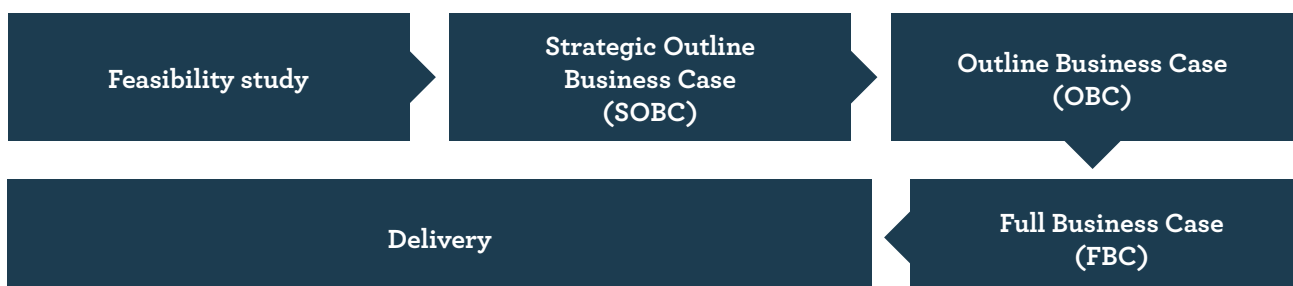 Feasibility study
Strategic Outline
Business Case
(SOBC)
Outline Business Case
(OBC)
Full Business Case
(FBC)
Delivery